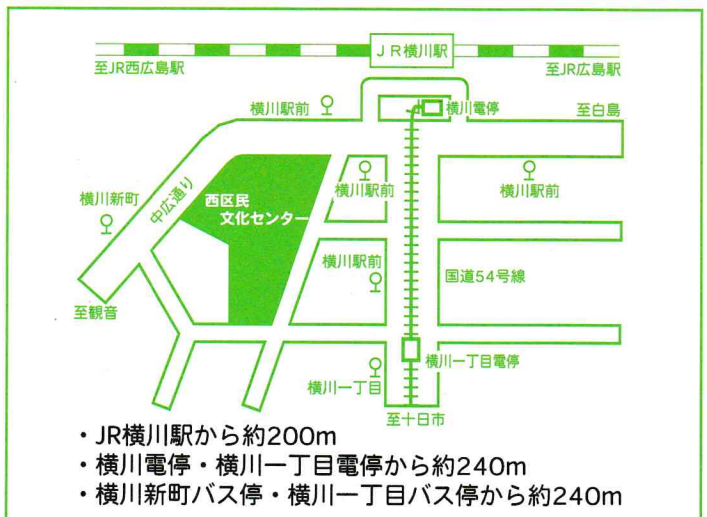 JR横川駅
至JR西広島駅
至JR広島駅
横川駅前
横川電停
至白島
横川新町
中広通り
西区民
文化センター
横川駅前
横川駅前
横川駅前
国道54号線
至観音
横川一丁目電停
横川一丁目
至十日市
・JR横川駅から約200m
・横川電停・横川一丁目電停から約240m
・横川新町バス停・横川一丁目バス停から約240m